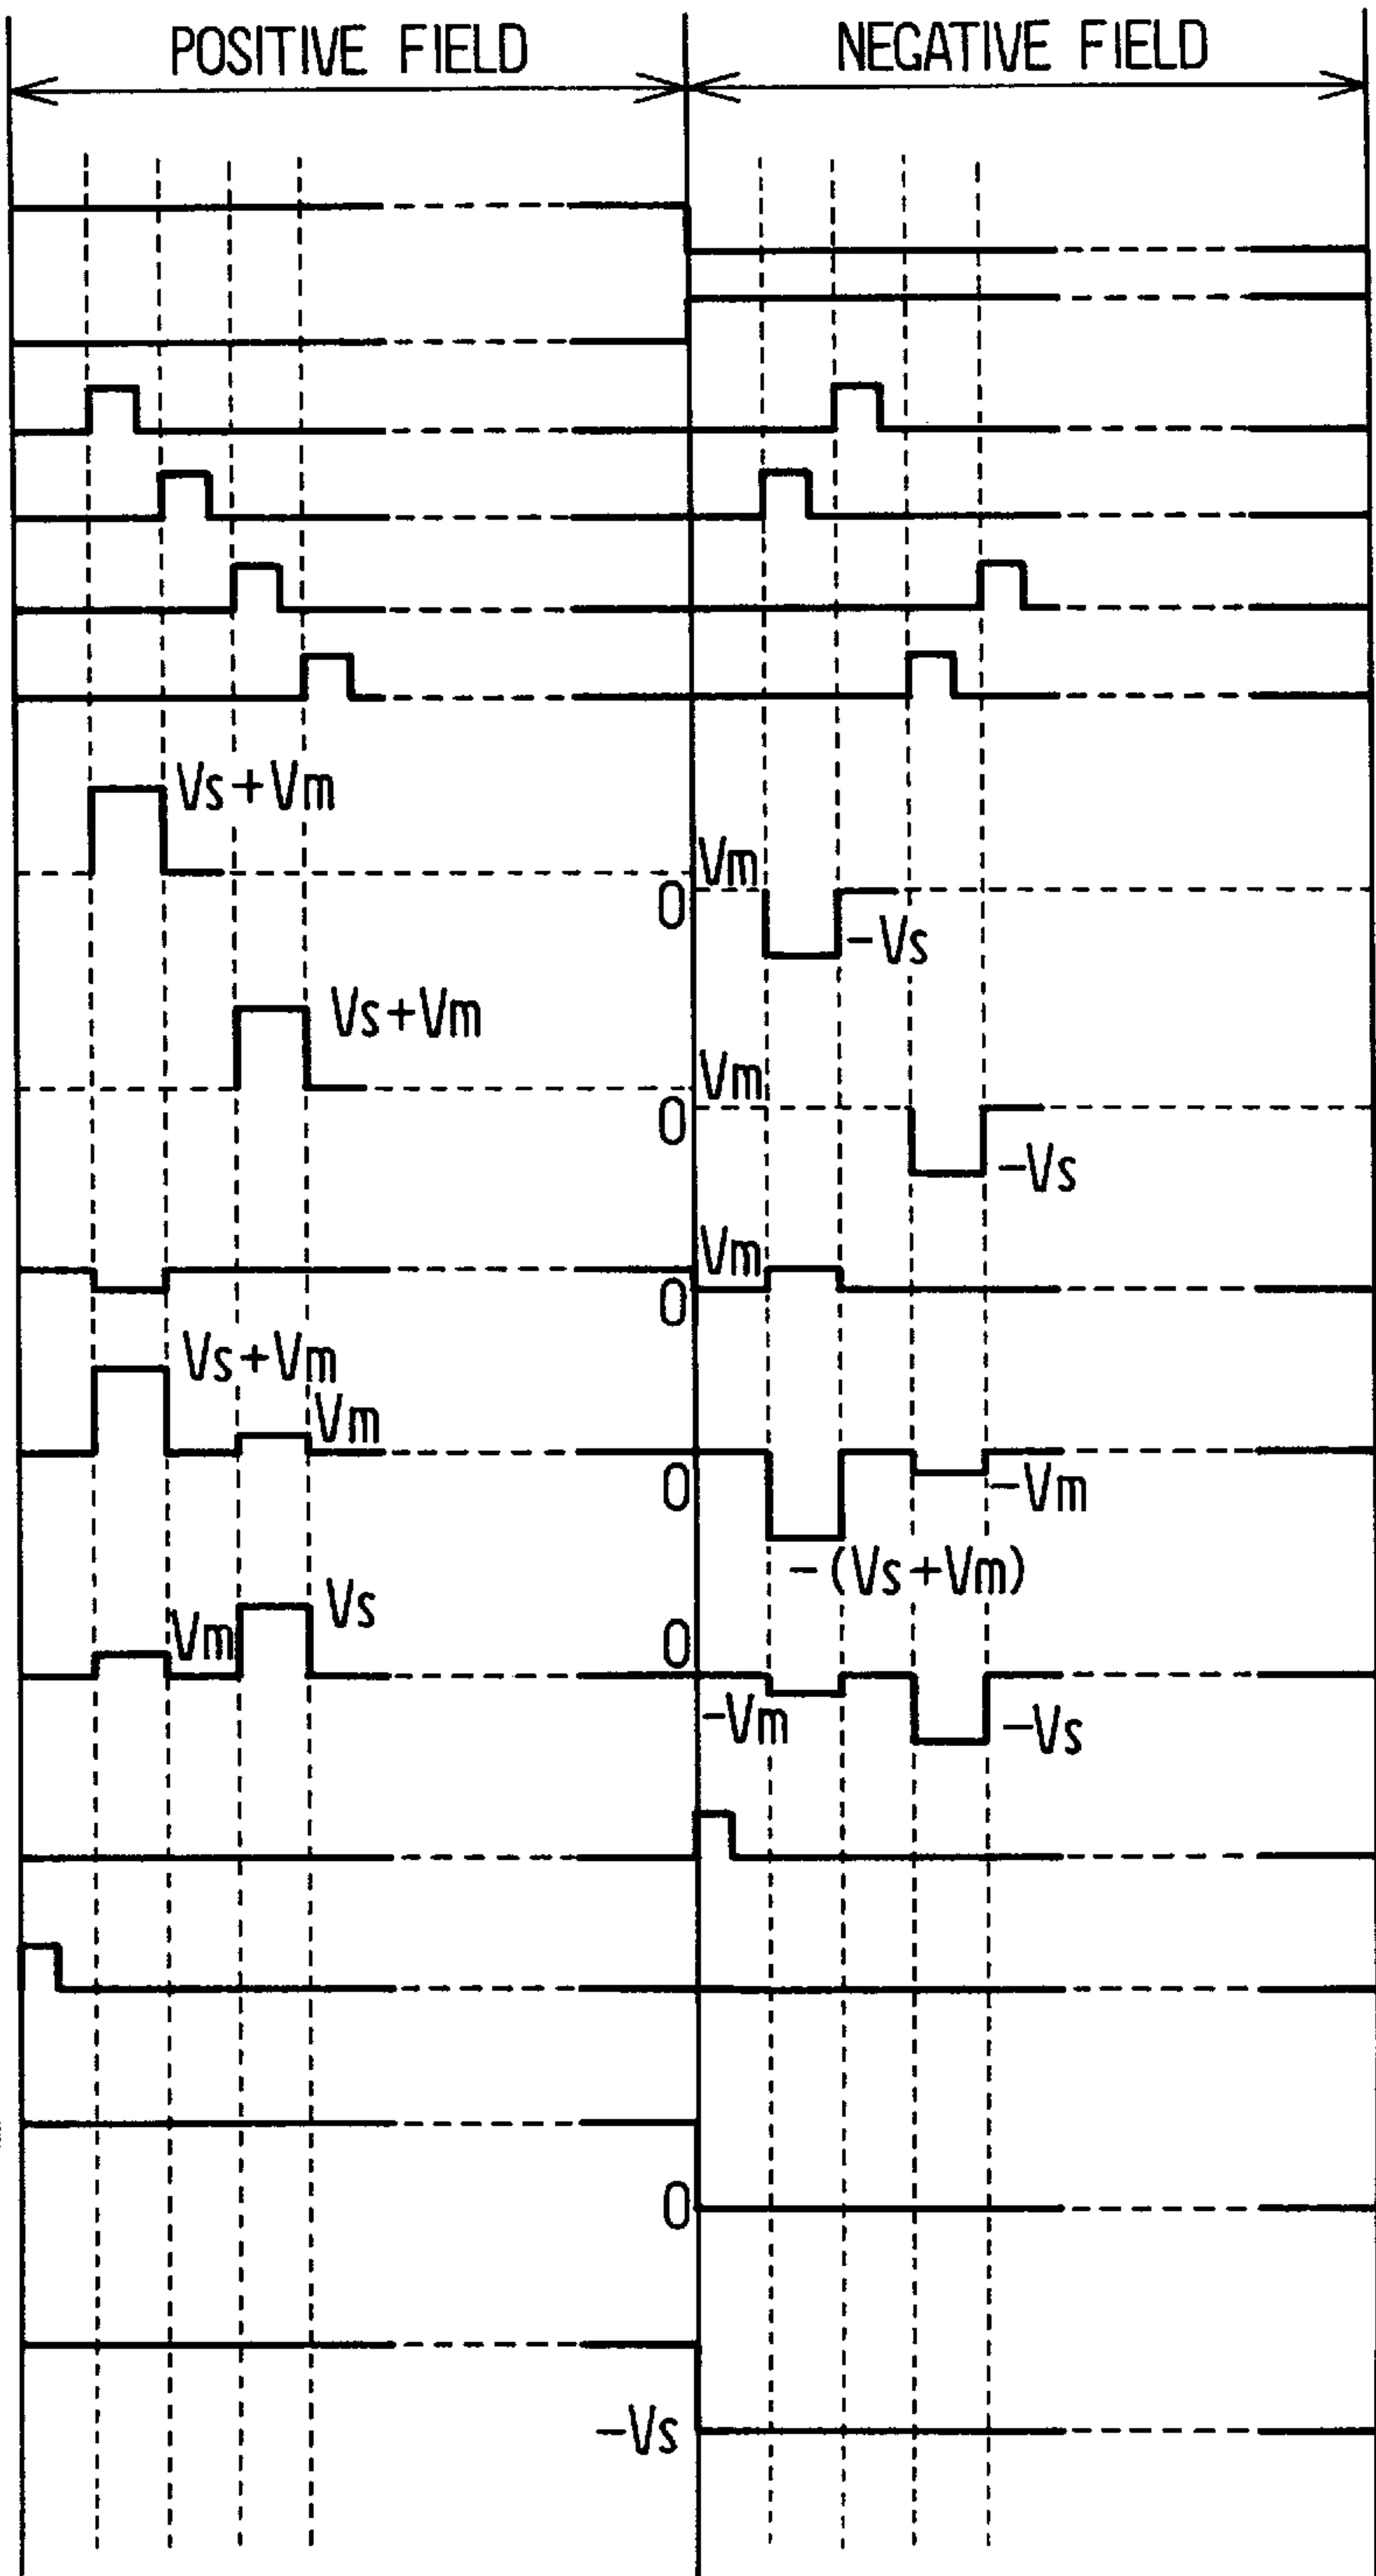 POSITIVE FIELD
NEGATIVE FIELD
Vs+Vm
Vm
0
-Vs
Vs+Vm
Vm
0
-Vs
Vm
0
Vs+Vm
Vm
0
-Vm
-(Vs+Vm)
Vs
Vm
0
-Vm
-Vs
0
-Vs